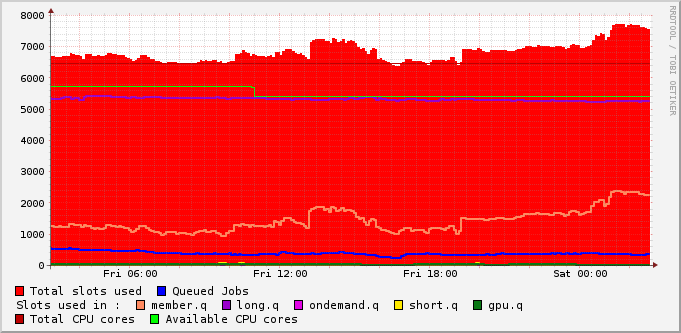 RRDTOOL / TOBI OETIKER
8000
7000
6000
5000
4000
3000
2000
1000
0
Fri 06:00 Fri 12:00 Fri 18:00 Sat 00:00
Total slots used Queued Jobs
Slots used in : member.q long.q ondemand.q short.q gpu.q
Total CPU cores Available CPU cores